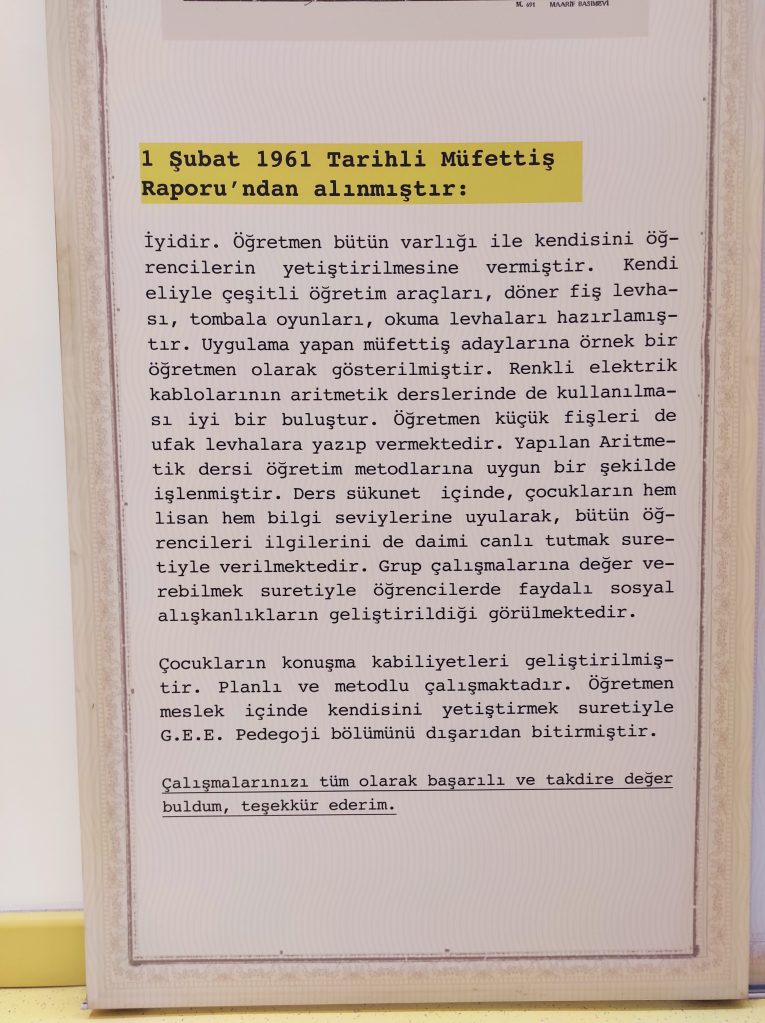 M. 691 MAARİF BASIMEVİ
1 Şubat 1961 Tarihli Müfettiş
Raporu’ndan alınmıştır:
İyidir. Öğretmen bütün varlığı ile kendisini öğ-
rencilerin yetiştirilmesine vermiştir. Kendi
eliyle çeşitli öğretim araçları, döner fiş levha-
sı, tombala oyunları, okuma levhaları hazırlamış-
tır. Uygulama yapan müfettiş adaylarına örnek bir
öğretmen olarak gösterilmiştir. Renkli elektrik
kablolarının aritmetik derslerinde de kullanılma-
sı iyi bir buluştur. Öğretmen küçük fişleri de
ufak levhalara yazıp vermektedir. Yapılan Aritme-
tik dersi öğretim metodlarına uygun bir şekilde
işlenmiştir. Ders sükunet içinde, çocukların hem
lisan hem bilgi seviylerine uyularak, bütün öğ-
rencileri ilgilerini de daimi canlı tutmak sure-
tiyle verilmektedir. Grup çalışmalarına değer ve-
rebilmek suretiyle öğrencilerde faydalı sosyal
alışkanlıkların geliştirildiği görülmektedir.
Çocukların konuşma kabiliyetleri geliştirilmiş-
tir. Planlı ve metodlu çalışmaktadır. Öğretmen
meslek içinde kendisini yetiştirmek suretiyle
G.E.E. Pedegoji bölümünü dışarıdan bitirmiştir.
Çalışmalarınızı tüm olarak başarılı ve takdire değer
buldum, teşekkür ederim.